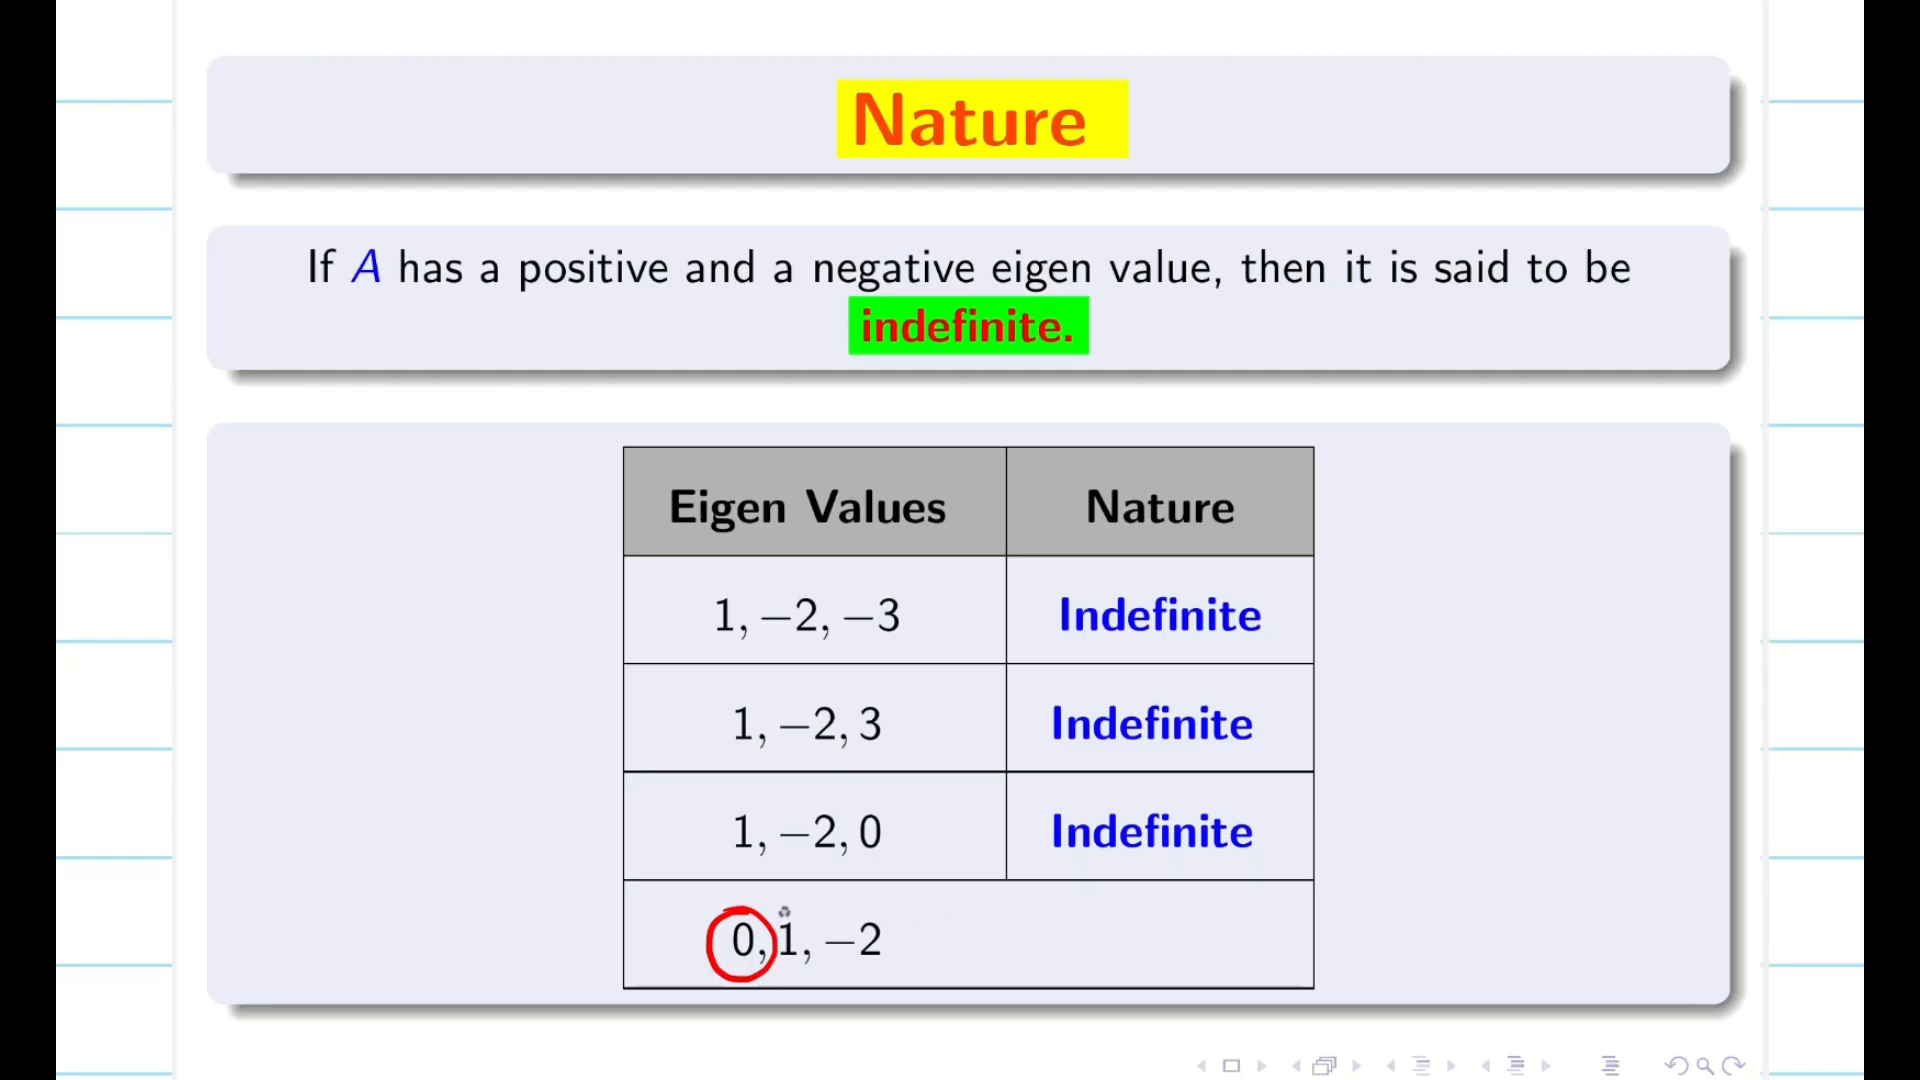 Nature
If A has a positive and a negative eigen value, then it is said to be
indefinite.
Eigen Values Nature
1, −2, −3 Indefinite
1, −2, 3 Indefinite
1, −2, 0 Indefinite
0, 1, −2